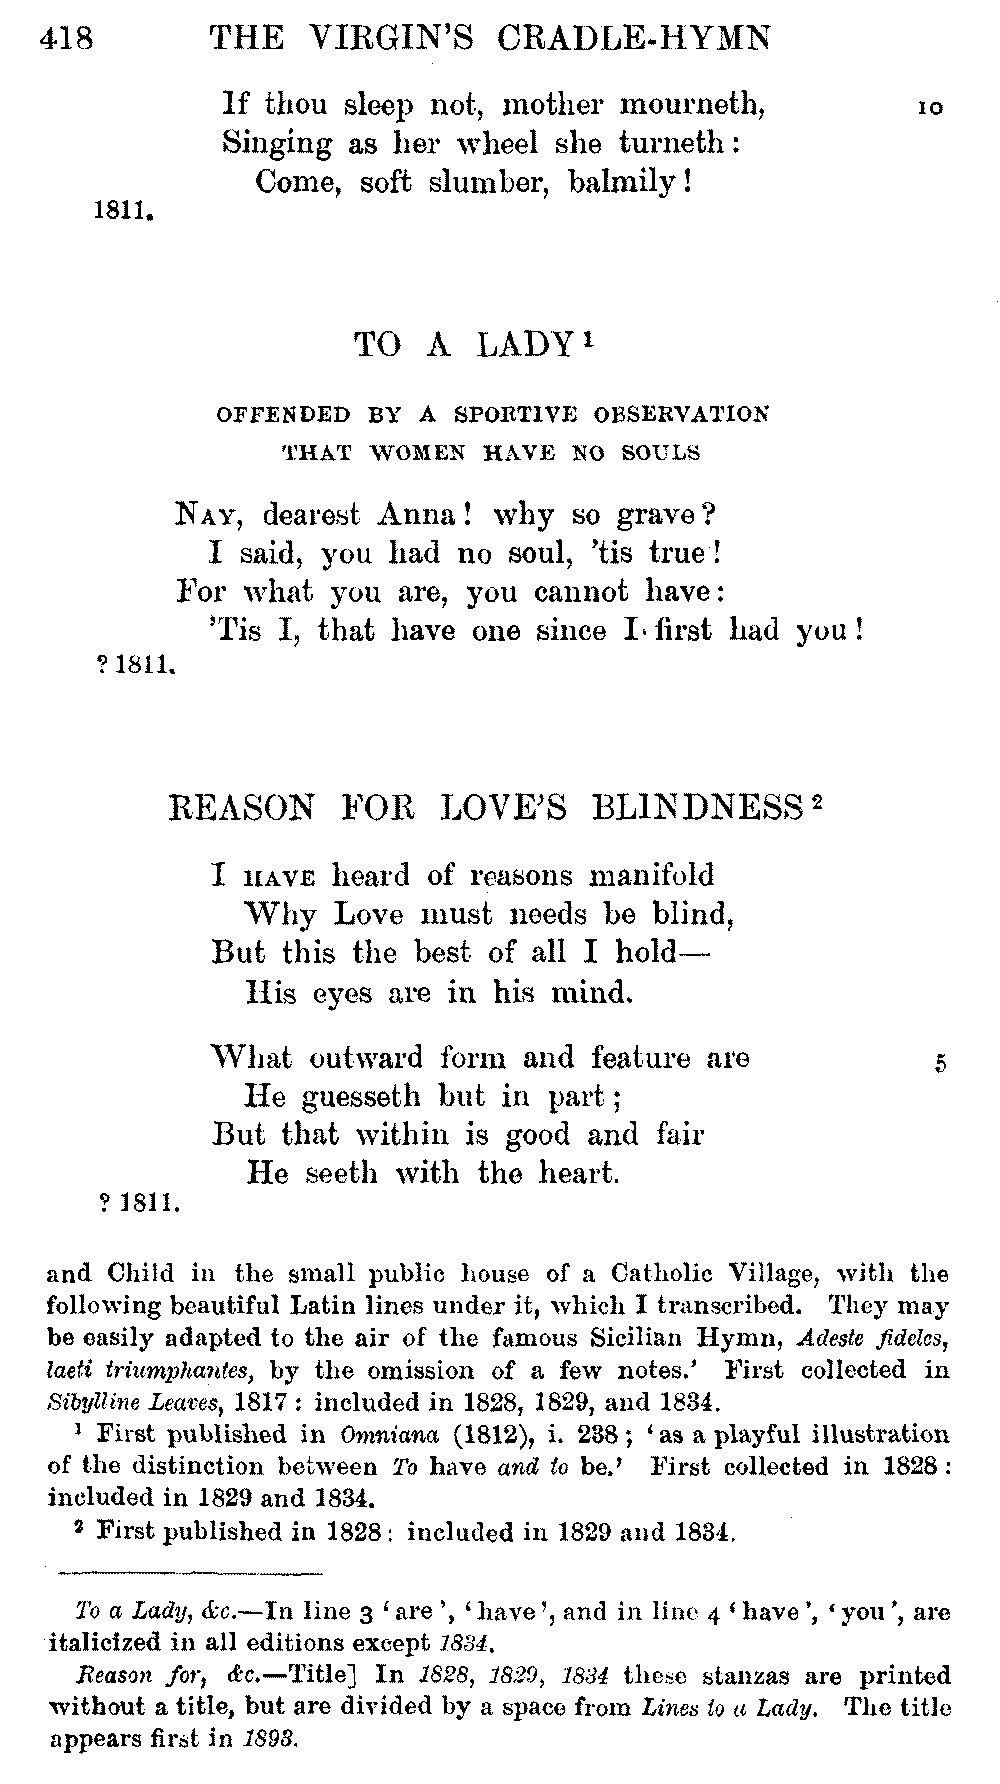 418 THE VIRGIN'S CRADLE-HYMN
If thou sleep not, mother mourneth, 10
Singing as her wheel she turneth :
Come, soft slumber, balmily !
1811.
TO A LADY ¹
OFFENDED BY A SPORTIVE OBSERVATION
THAT WOMEN HAVE NO SOULS
NAY, dearest Anna ! why so grave ?
I said, you had no soul, 'tis true !
For what you are, you cannot have :
'Tis I, that have one since I first had you !
? 1811.
REASON FOR LOVE'S BLINDNESS ²
I HAVE heard of reasons manifold
Why Love must needs be blind,
But this the best of all I hold—
His eyes are in his mind.
What outward form and feature are 5
He guesseth but in part ;
But that within is good and fair
He seeth with the heart.
? 1811.
and Child in the small public house of a Catholic Village, with the
following beautiful Latin lines under it, which I transcribed. They may
be easily adapted to the air of the famous Sicilian Hymn, Adeste fideles,
laeti triumphantes, by the omission of a few notes.' First collected in
Sibylline Leaves, 1817 : included in 1828, 1829, and 1834.
¹ First published in Omniana (1812), i. 238 ; 'as a playful illustration
of the distinction between To have and to be.' First collected in 1828 :
included in 1829 and 1834.
² First published in 1828 : included in 1829 and 1834.
To a Lady, &c.—In line 3 'are', 'have', and in line 4 'have', 'you', are
italicized in all editions except 1834.
Reason for, &c.—Title] In 1828, 1829, 1834 these stanzas are printed
without a title, but are divided by a space from Lines to a Lady. The title
appears first in 1893.